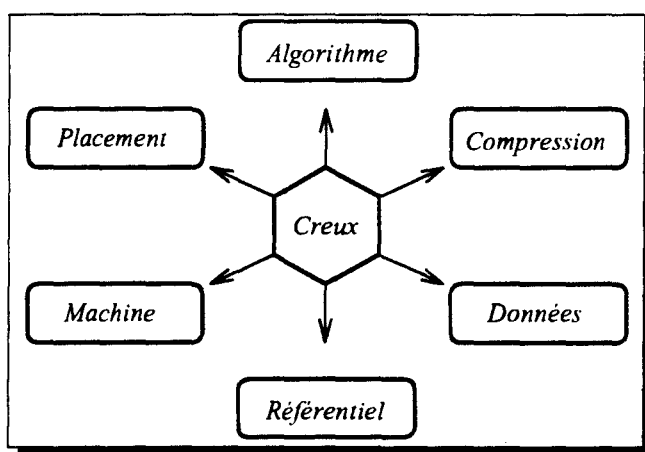 Algorithme
Placement
Compression
Creux
Machine
Données
Référentiel